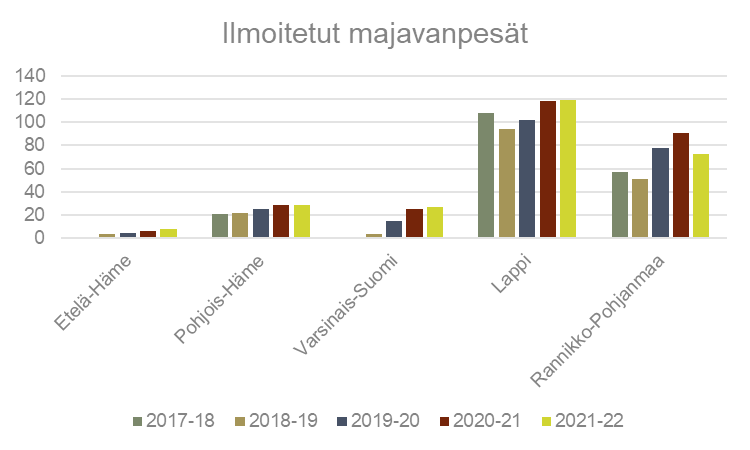 Ilmoitetut majavanpesät
140
120
100
80
60
40
20
0
Etelä-Häme
Pohjois-Häme
Varsinais-Suomi
Lappi
Rannikko-Pohjanmaa
2017-18 2018-19 2019-20 2020-21 2021-22